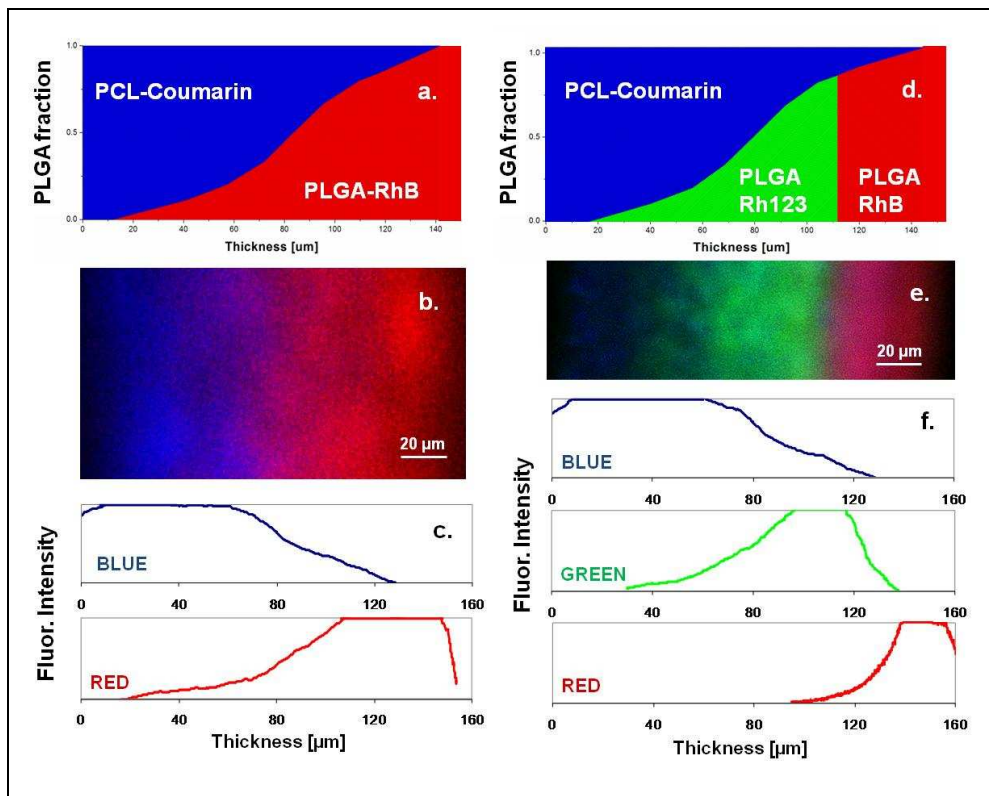 1.0
0.5
0.0
PLGA fraction
PCL-Coumarin
a.
PLGA-RhB
0 20 40 60 80 100 120 140
Thickness [um]
b.
20 µm
c.
BLUE
0 40 80 120 160
RED
0 40 80 120 160
Fluor. Intensity
Thickness [µm]
1.0
0.5
0.0
PLGA fraction
PCL-Coumarin
d.
PLGA
Rh123
PLGA
RhB
0 20 40 60 80 100 120 140
Thickness [um]
e.
20 µm
f.
BLUE
0 40 80 120 160
GREEN
0 40 80 120 160
RED
0 40 80 120 160
Fluor. Intensity
Thickness [µm]